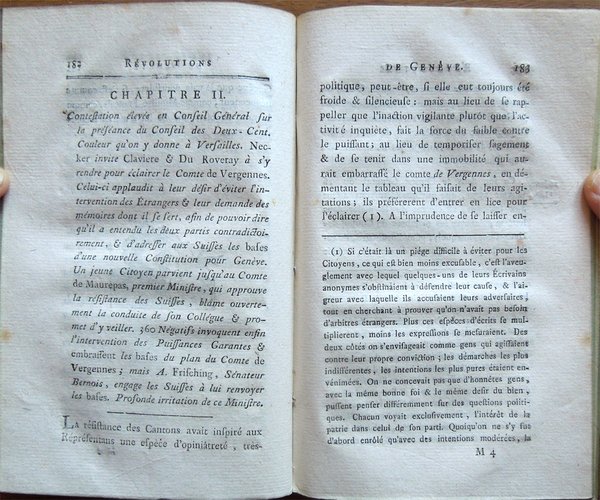 182 RÉVOLUTIONS
CHAPITRE II.
Contestation élevée en Conseil Général sur
la préséance du Conseil des Deux-Cent.
Couleur qu'on y donne à Versailles. Nec-
ker invite Claviere & Du Roveray à s'y
rendre pour éclairer le Comte de Vergennes.
Celui-ci applaudit à leur désir d'éviter l'in-
tervention des Étrangers & leur demande des
mémoires dont il se sert, afin de pouvoir dire
qu'il a entendu les deux partis contradictoi-
rement, & d'adresser aux Suisses les bases
d'une nouvelle Constitution pour Genève.
Un jeune Citoyen parvient jusqu'au Comte
de Maurepas, premier Ministre, qui approuve
la résistance des Suisses, blâme ouverte-
ment la conduite de son Collégue & pro-
met d'y veiller. 360 Négatifs invoquent enfin
l'intervention des Puissances Garantes &
embrassent les bases du plan du Comte de
Vergennes ; mais A. Frisching, Sénateur
Bernois, engage les Suisses à lui renvoyer
les bases. Profonde irritation de ce Ministre.
La résistance des Cantons avait inspiré aux
Représentans une espèce d'opiniâtreté, très-
DE GENÈVE. 183
politique, peut-être, si elle eut toujours été
froide & silencieuse : mais au lieu de se rap-
peller que l'inaction vigilante plutôt que l'ac-
tivité inquiete, fait la force du faible contre
le puissant ; au lieu de temporiser sagement
& de se tenir dans une immobilité qui au-
rait embarrassé le comte de Vergennes, en dé-
mentant le tableau qu'il faisait de leurs agi-
tations ; ils préférerent d'entrer en lice pour
l'éclairer (1). A l'imprudence de se laisser en-
(1) Si c'était là un piége difficile à éviter pour les
Citoyens, ce qui est bien moins excusable, c'est l'aveu-
glement avec lequel quelques-uns de leurs Écrivains
anonymes s'obstinaient à défendre leur cause, & l'ai-
greur avec laquelle ils accusaient leurs adversaires,
tout en cherchant à prouver qu'on n'avait pas besoin
d'arbitres étrangers. Plus ces espèces d'écrits se mul-
tiplierent, moins les expressions se mesuraient. Des
deux côtés on s'envisageait comme gens qui agissaient
contre leur propre conviction ; les démarches les plus
indifférentes, les intentions les plus pures étaient en-
vénimées. On ne concevait pas que d'honnêtes gens,
avec la même bonne foi & le même desir du bien,
pussent penser différemment sur des questions politi-
ques. Chacun voyait exclusivement, l'intérêt de la
patrie dans celui de son parti. Quoiqu'on ne s'y fut
d'abord enrôlé qu'avec des intentions modérées, la
M 4